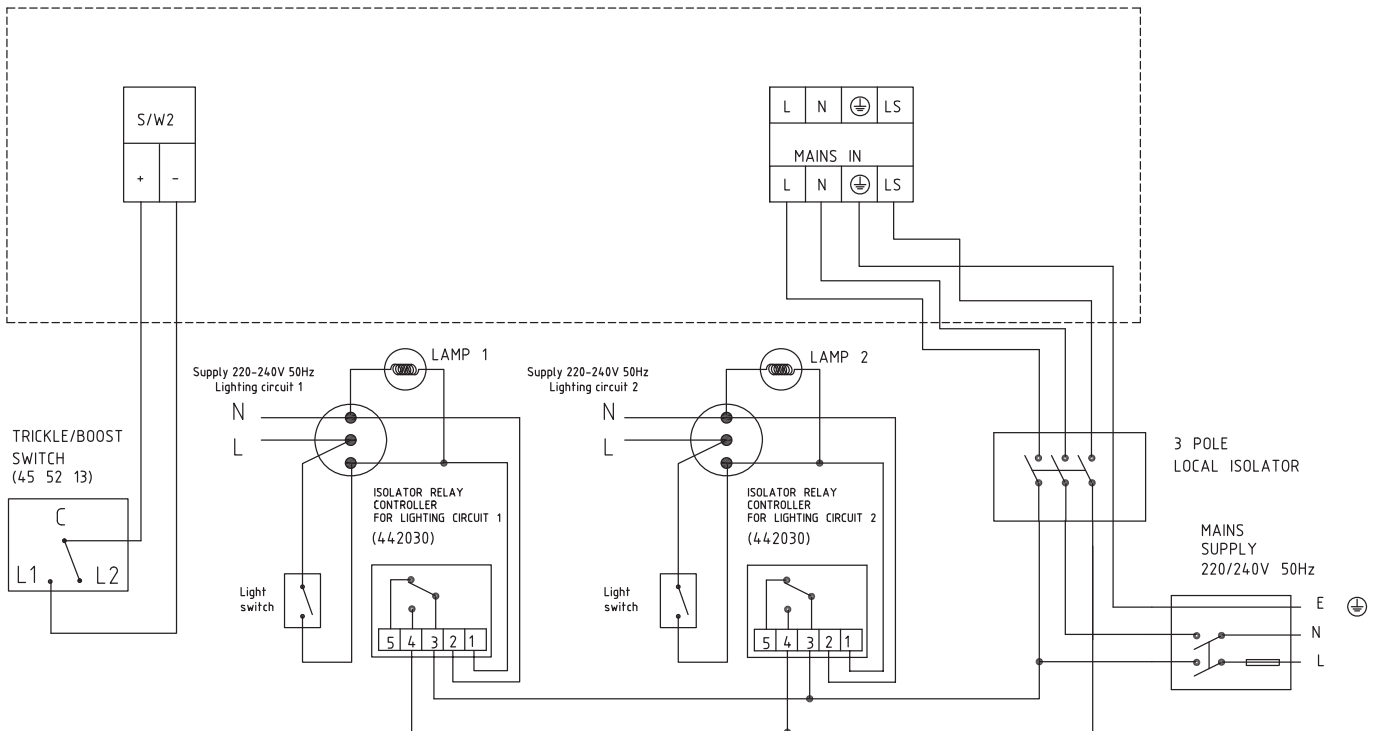 S/W2
+ -
L N LS
MAINS IN
L N LS
LAMP 1
Supply 220-240V 50Hz
Lighting circuit 1
N
L
LAMP 2
Supply 220-240V 50Hz
Lighting circuit 2
N
L
TRICKLE/BOOST
SWITCH
(45 52 13)
C
L1 L2
ISOLATOR RELAY
CONTROLLER
FOR LIGHTING CIRCUIT 1
(442030)
Light
switch
5 4 3 2 1
ISOLATOR RELAY
CONTROLLER
FOR LIGHTING CIRCUIT 2
(442030)
Light
switch
5 4 3 2 1
3 POLE
LOCAL ISOLATOR
MAINS
SUPPLY
220/240V 50Hz
E
N
L